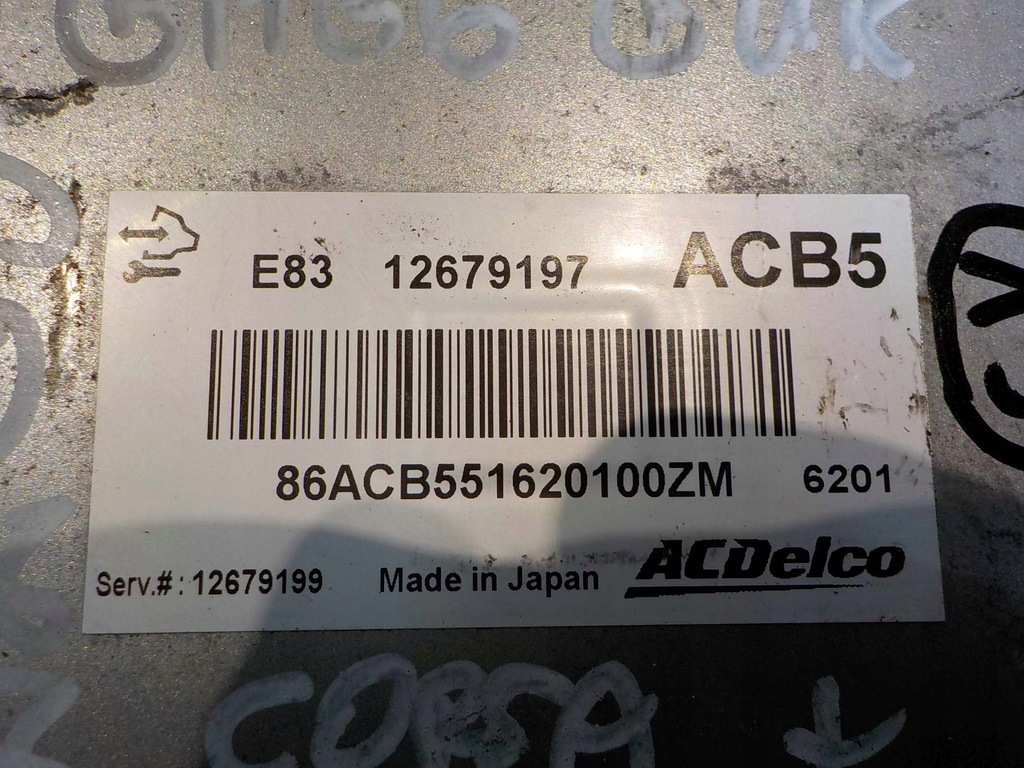 E83 12679197 ACB5
86ACB551620100ZM 6201
Serv.#: 12679199 Made in Japan ACDelco
CORSA